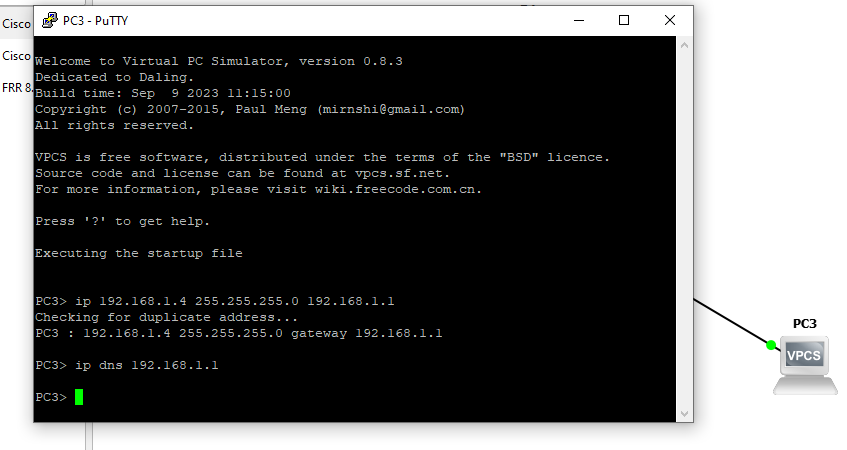 Cisco
Cisco
FRR 8.
PC3 - PuTTY
Welcome to Virtual PC Simulator, version 0.8.3
Dedicated to Daling.
Build time: Sep  9 2023 11:15:00
Copyright (c) 2007-2015, Paul Meng (mirnshi@gmail.com)
All rights reserved.
VPCS is free software, distributed under the terms of the "BSD" licence.
Source code and license can be found at vpcs.sf.net.
For more information, please visit wiki.freecode.com.cn.
Press '?' to get help.
Executing the startup file
PC3> ip 192.168.1.4 255.255.255.0 192.168.1.1
Checking for duplicate address...
PC3 : 192.168.1.4 255.255.255.0 gateway 192.168.1.1
PC3> ip dns 192.168.1.1
PC3>
PC3
VPCS